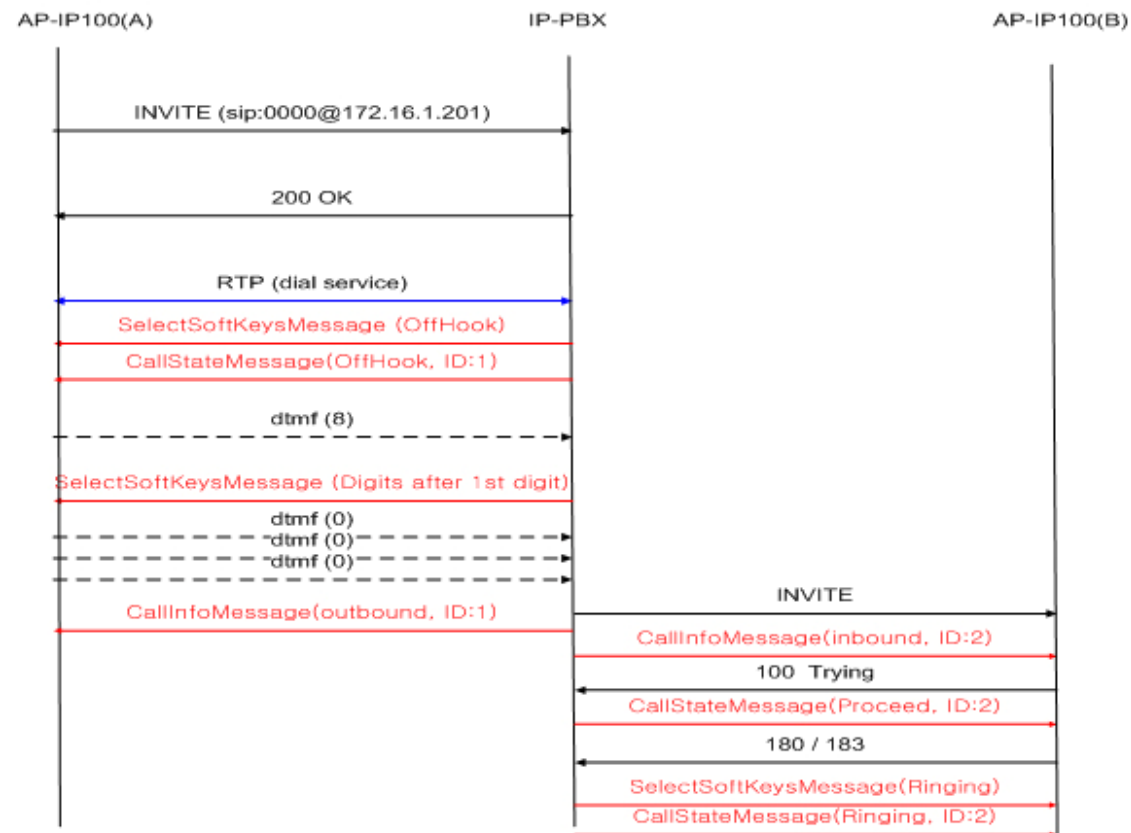 AP-IP100(A) IP-PBX AP-IP100(B)
INVITE (sip:0000@172.16.1.201)
200 OK
RTP (dial service)
SelectSoftKeysMessage (OffHook)
CallStateMessage(OffHook, ID:1)
dtmf (8)
SelectSoftKeysMessage (Digits after 1st digit)
dtmf (0)
dtmf (0)
dtmf (0)
INVITE
CallInfoMessage(outbound, ID:1)
CallInfoMessage(inbound, ID:2)
100 Trying
CallStateMessage(Proceed, ID:2)
180 / 183
SelectSoftKeysMessage(Ringing)
CallStateMessage(Ringing, ID:2)